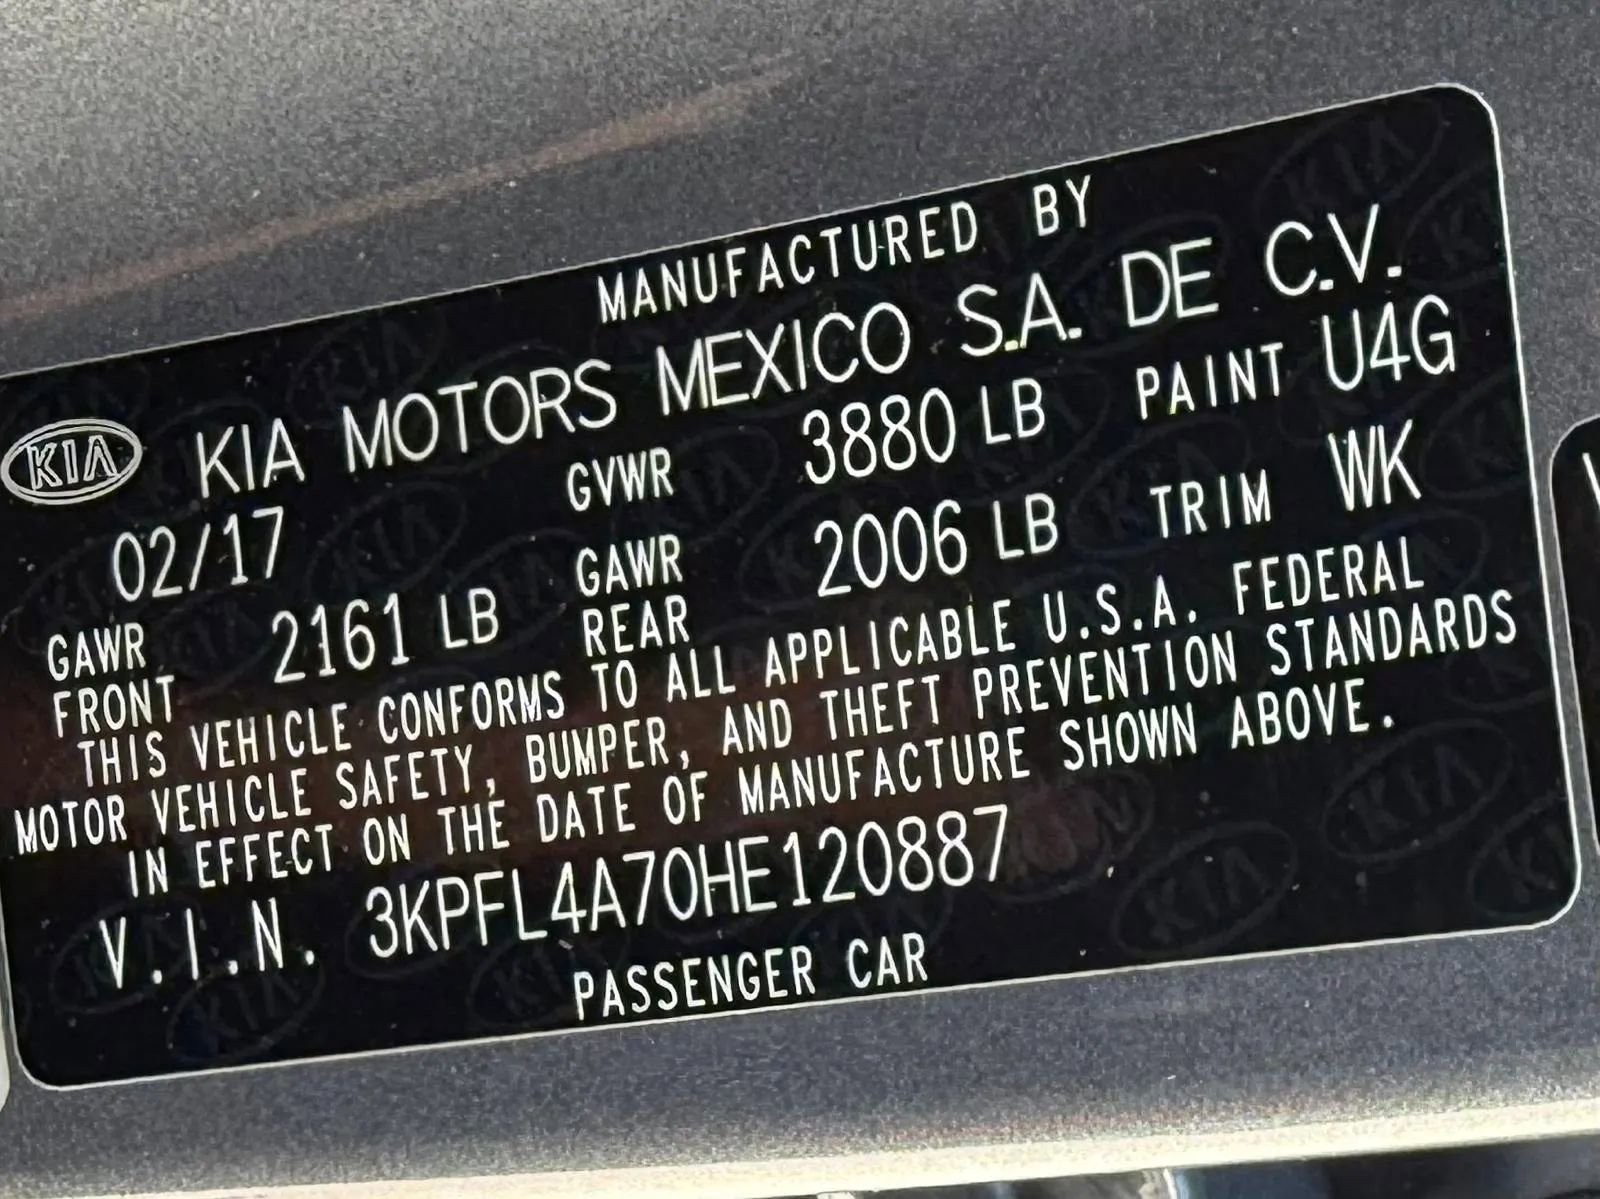 MANUFACTURED BY
KIA KIA MOTORS MEXICO S.A. DE C.V.
02/17 GVWR 3880 LB PAINT U4G
GAWR FRONT 2161 LB GAWR REAR 2006 LB TRIM WK
THIS VEHICLE CONFORMS TO ALL APPLICABLE U.S.A. FEDERAL
MOTOR VEHICLE SAFETY, BUMPER, AND THEFT PREVENTION STANDARDS
IN EFFECT ON THE DATE OF MANUFACTURE SHOWN ABOVE.
V.I.N. 3KPFL4A70HE120887
PASSENGER CAR